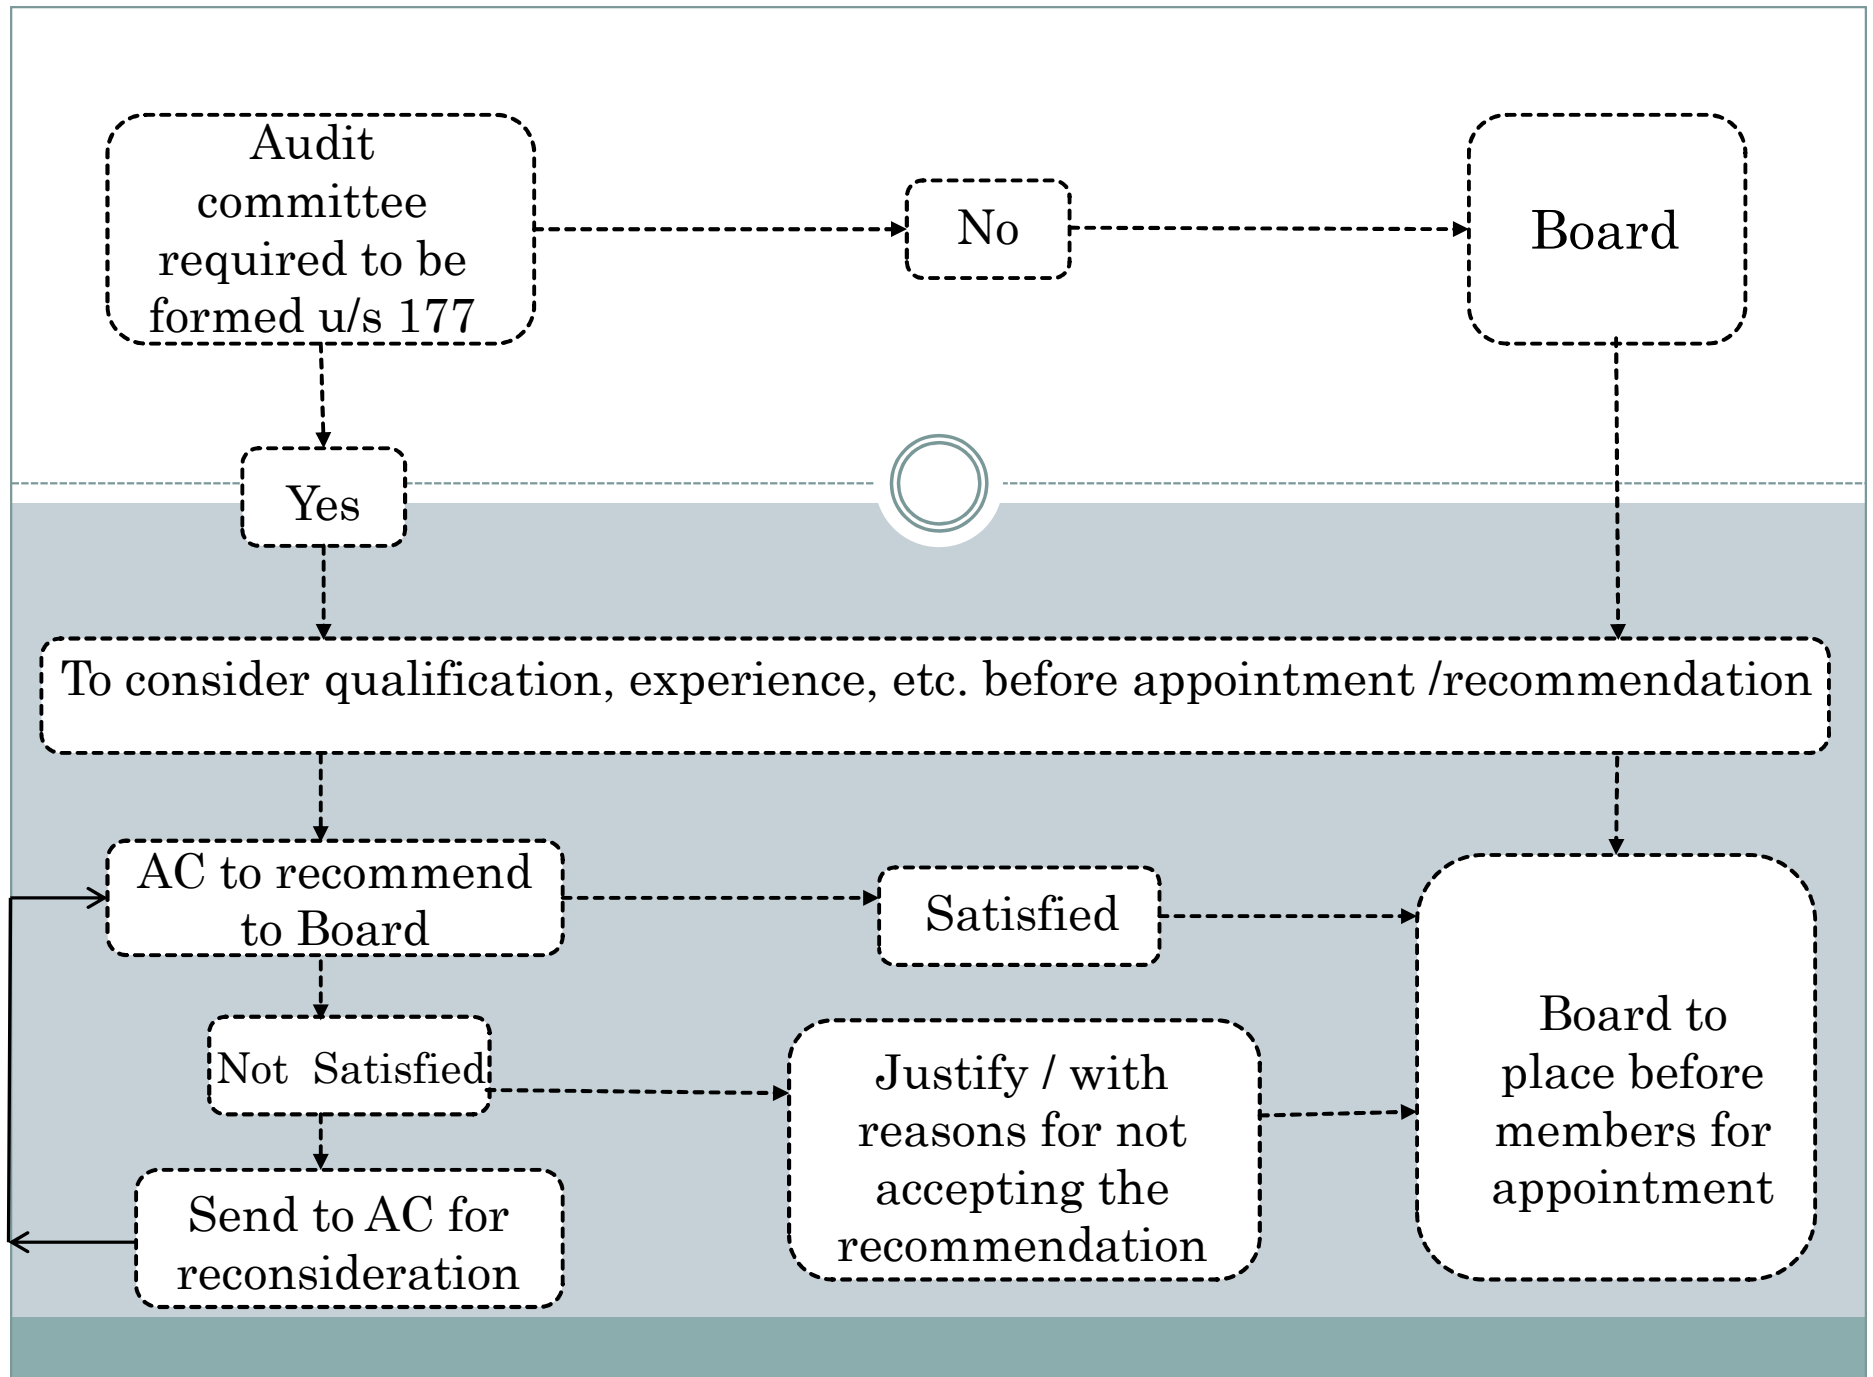 Audit
committee
required to be
formed u/s 177
No
Board
Yes
To consider qualification, experience, etc. before appointment /recommendation
AC to recommend
to Board
Satisfied
Not Satisfied
Justify / with
reasons for not
accepting the
recommendation
Board to
place before
members for
appointment
Send to AC for
reconsideration